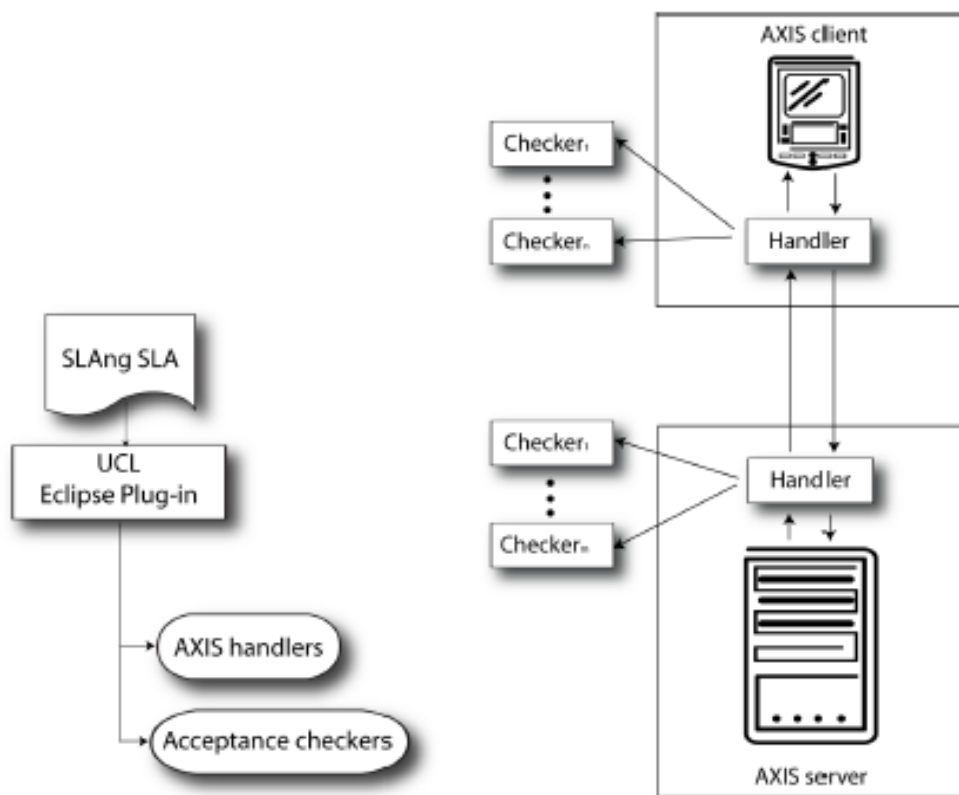 AXIS client
Checker₁
Checkerₙ
Handler
SLAng SLA
UCL
Eclipse Plug-in
Checker₁
Handler
Checkerₘ
AXIS handlers
Acceptance checkers
AXIS server